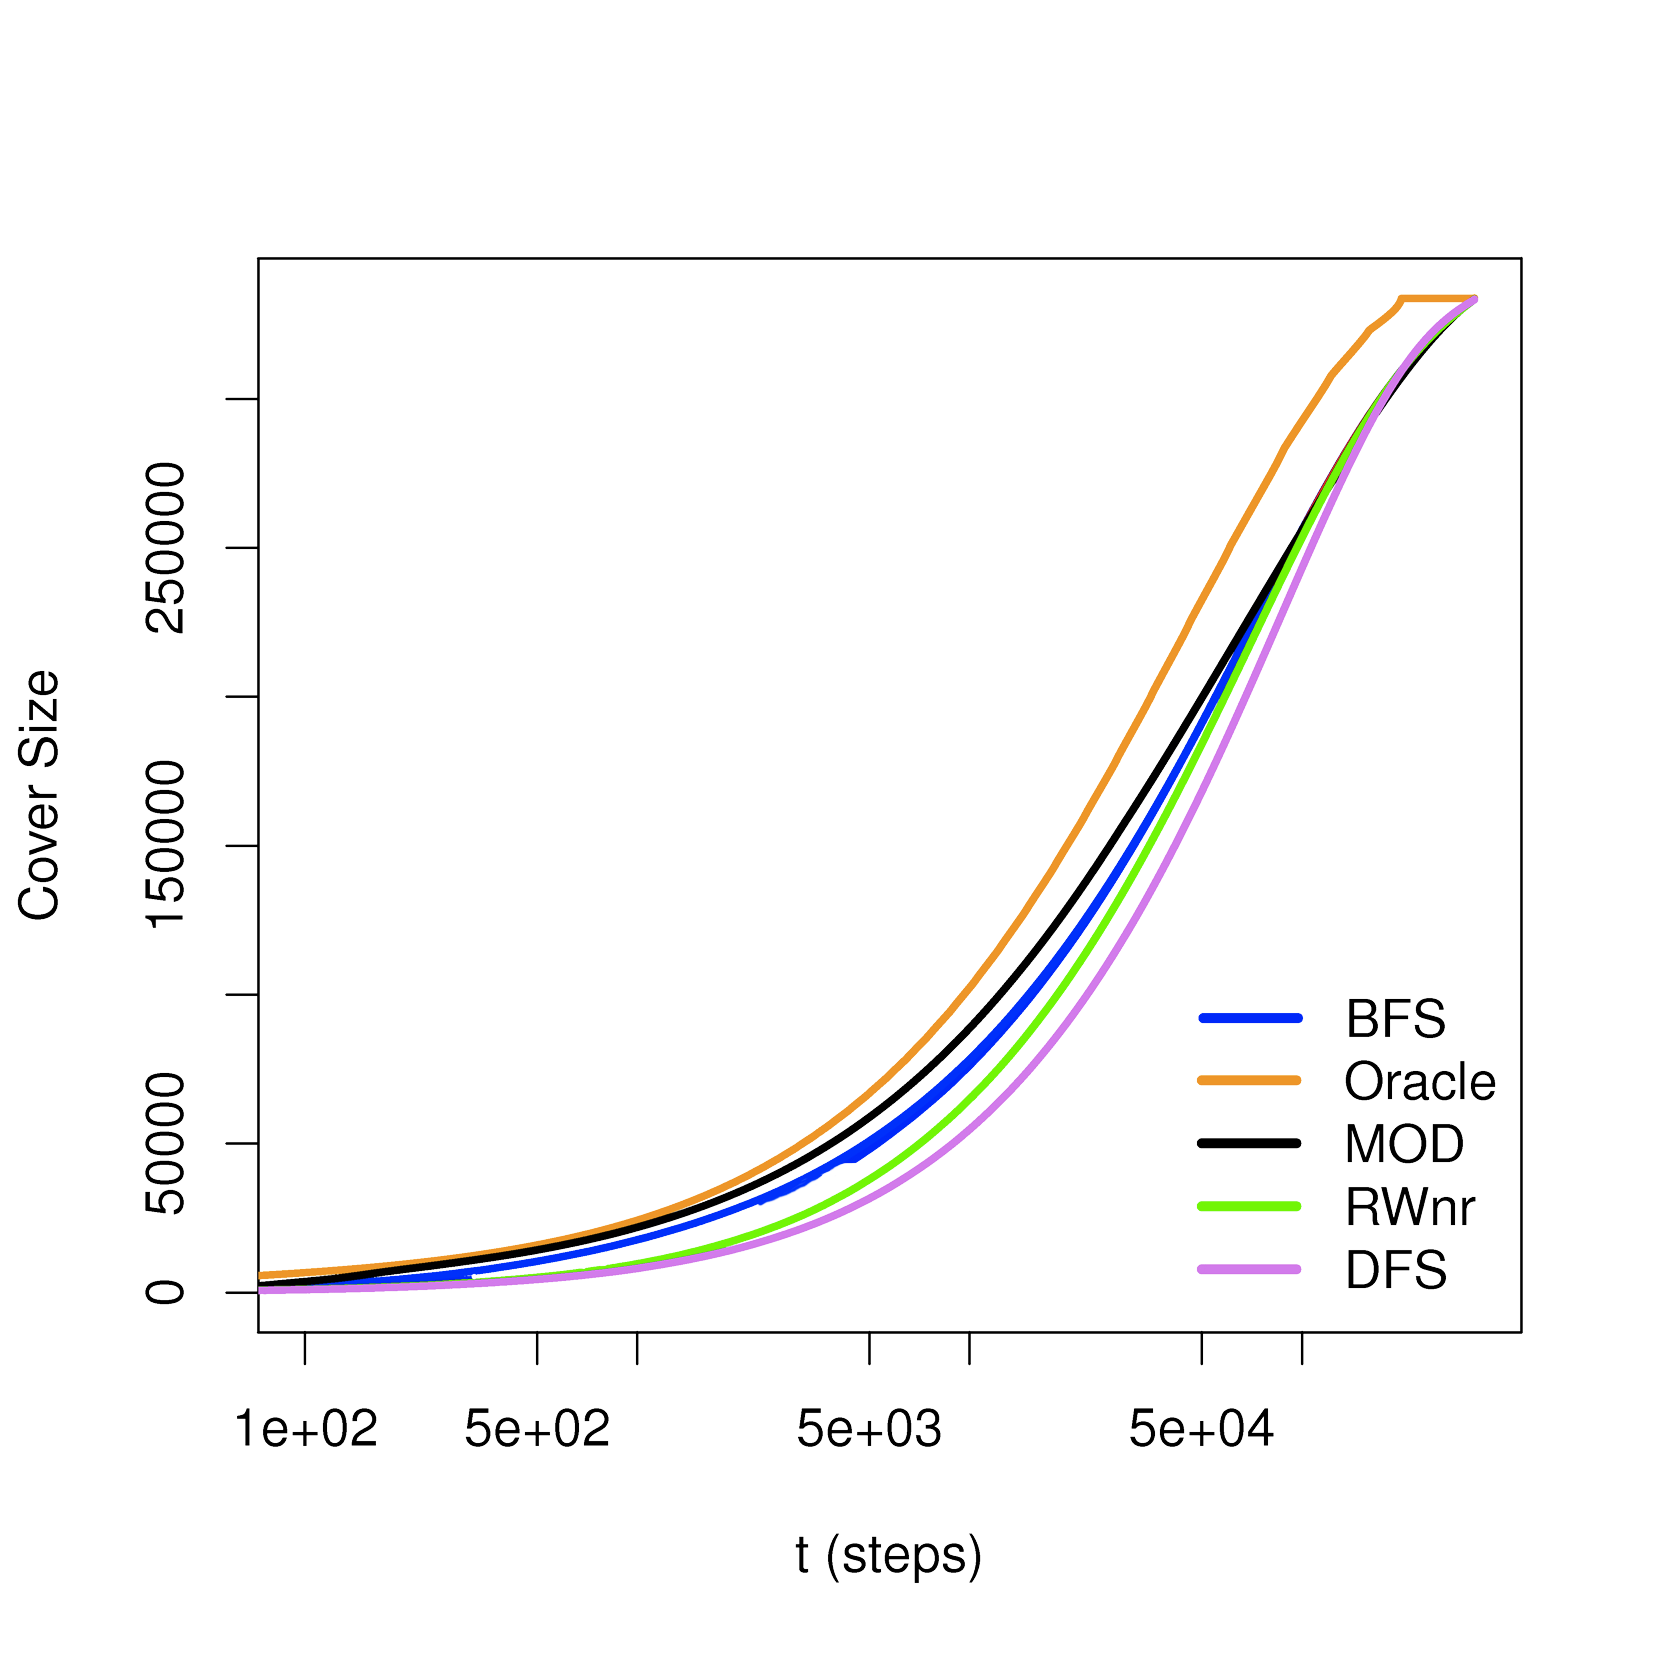 Cover Size
250000
150000
50000
0
BFS
Oracle
MOD
RWnr
DFS
1e+02 5e+02 5e+03 5e+04
t (steps)